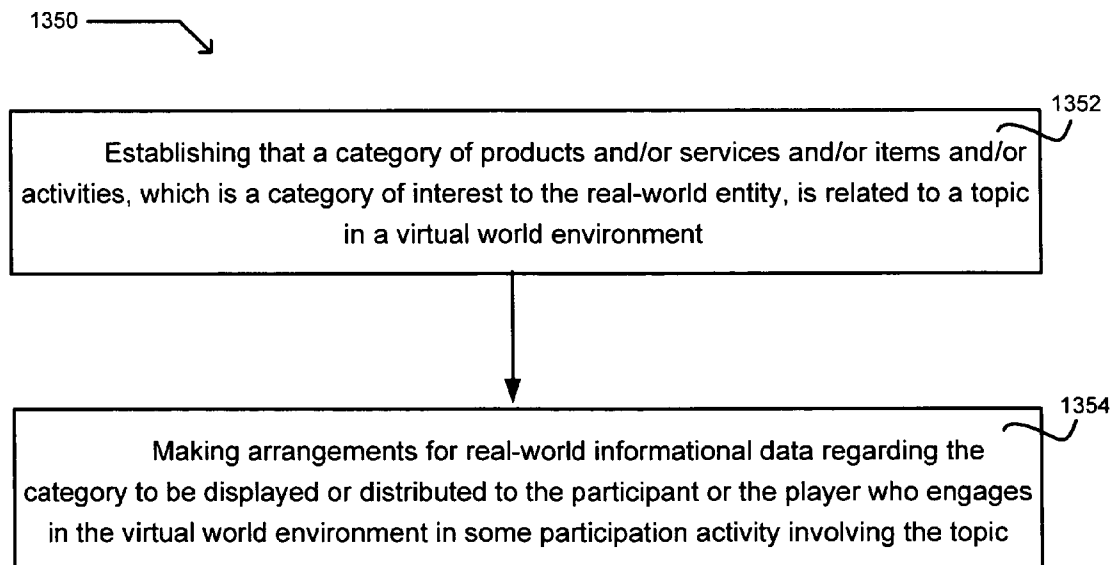 1350
1352
Establishing that a category of products and/or services and/or items and/or
activities, which is a category of interest to the real-world entity, is related to a topic
in a virtual world environment
1354
Making arrangements for real-world informational data regarding the
category to be displayed or distributed to the participant or the player who engages
in the virtual world environment in some participation activity involving the topic